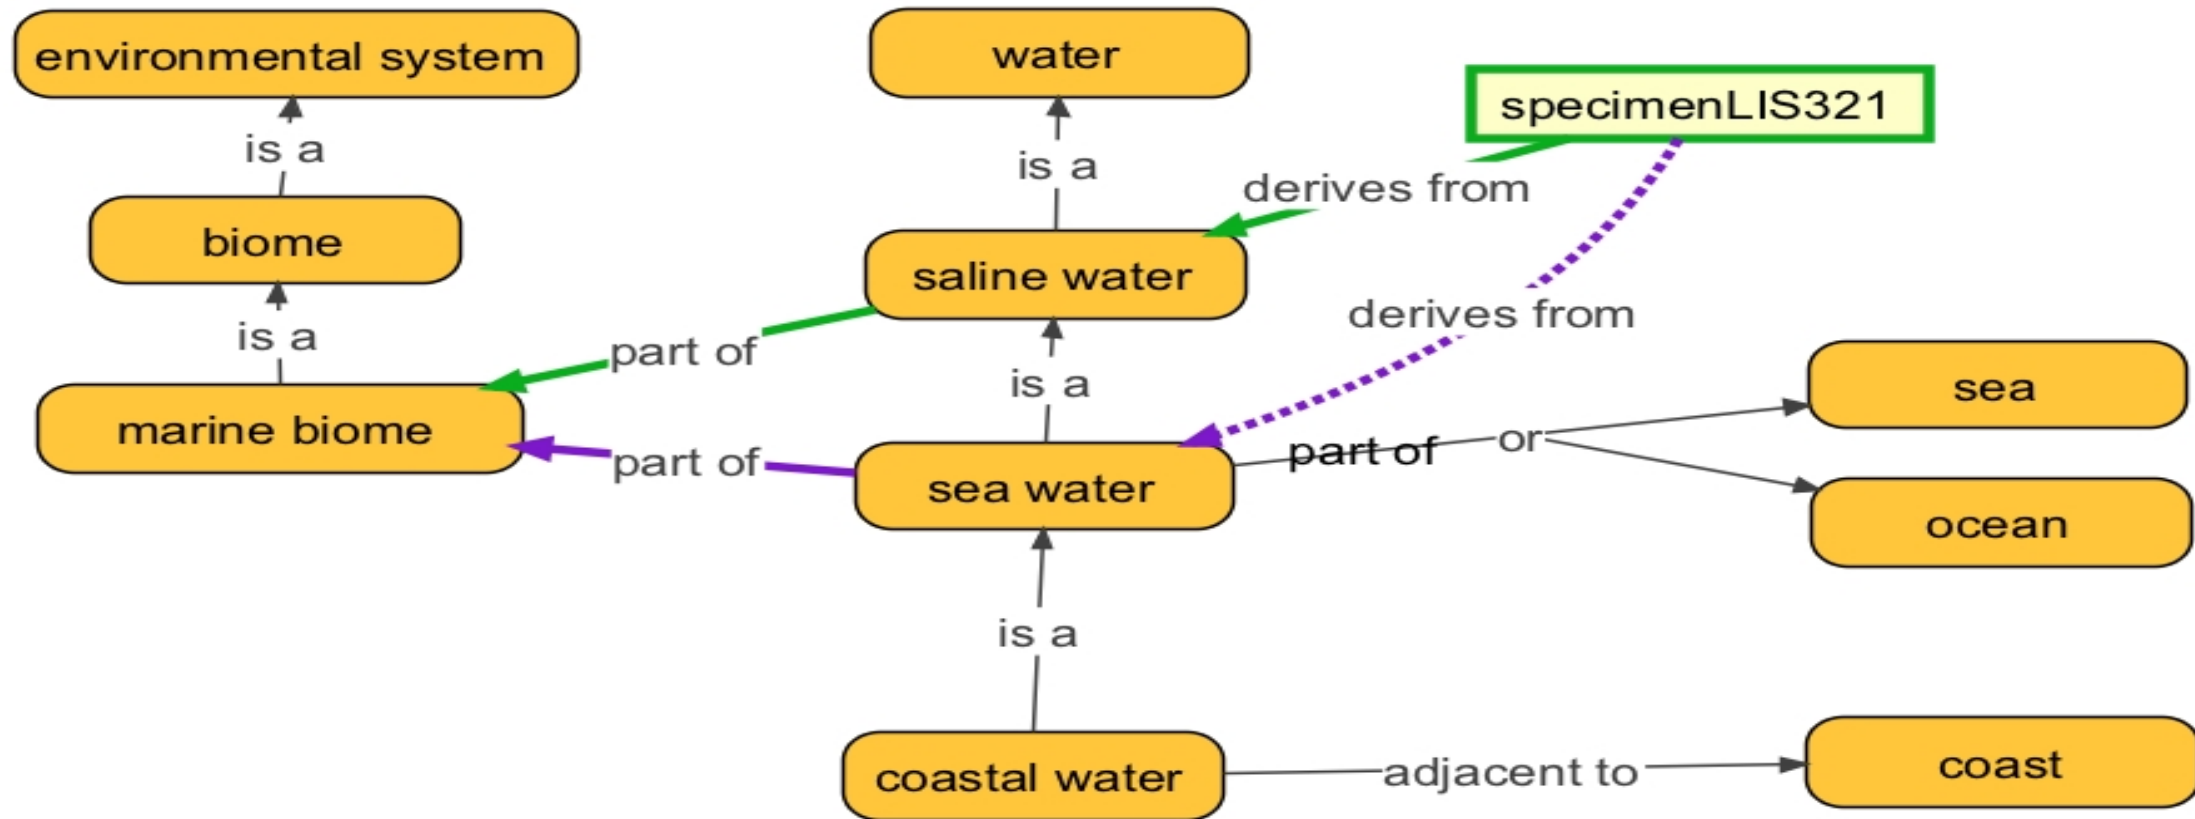 environmental system
water
specimenLIS321
is a
is a
derives from
biome
saline water
derives from
is a
part of
is a
sea
marine biome
part of
part of
or
sea water
ocean
is a
coastal water
adjacent to
coast